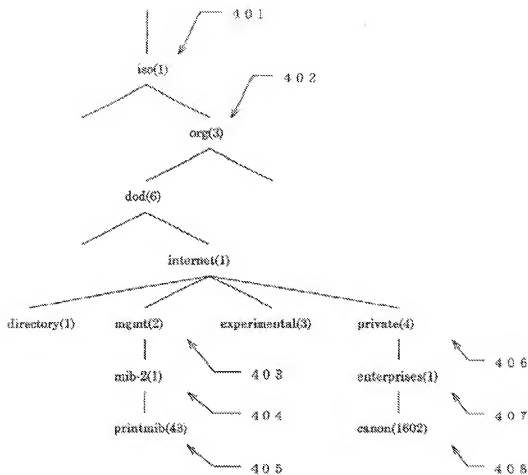 401
iso(1)
402
org(3)
dod(6)
internet(1)
directory(1) mgmt(2) experimental(3) private(4)
403 406
mib-2(1) enterprises(1)
404 407
printmib(43) canon(1602)
405 408